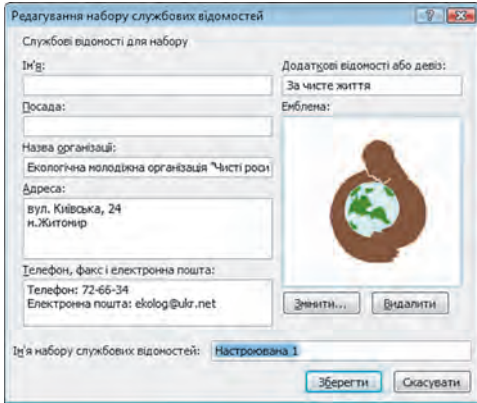 Редагування набору службових відомостей
Службові відомості для набору
Ім'я:
Посада:
Назва організації:
Екологічна молодіжна організація "Чисті роси
Адреса:
вул. Київська, 24
м.Житомир
Телефон, факс і електронна пошта:
Телефон: 72-66-34
Електронна пошта: ekolog@ukr.net
Додаткові відомості або девіз:
За чисте життя
Емблема:
Змінити...
Видалити
Ім'я набору службових відомостей:
Настроювана 1
Зберегти
Скасувати